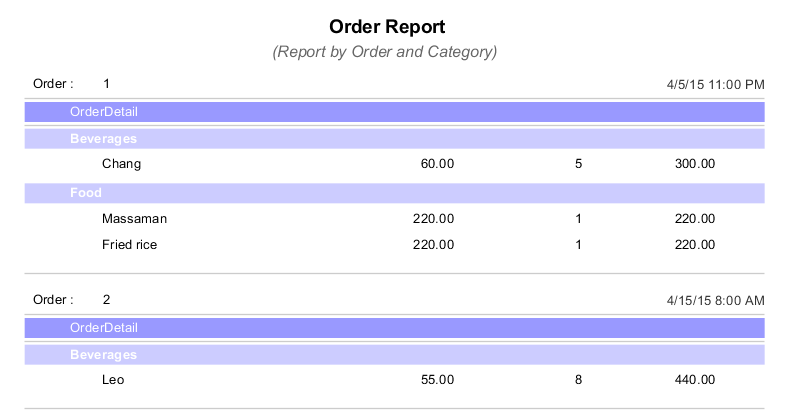 Order Report
(Report by Order and Category)
Order : 1 4/5/15 11:00 PM
OrderDetail
Beverages
Chang 60.00 5 300.00
Food
Massaman 220.00 1 220.00
Fried rice 220.00 1 220.00
Order : 2 4/15/15 8:00 AM
OrderDetail
Beverages
Leo 55.00 8 440.00